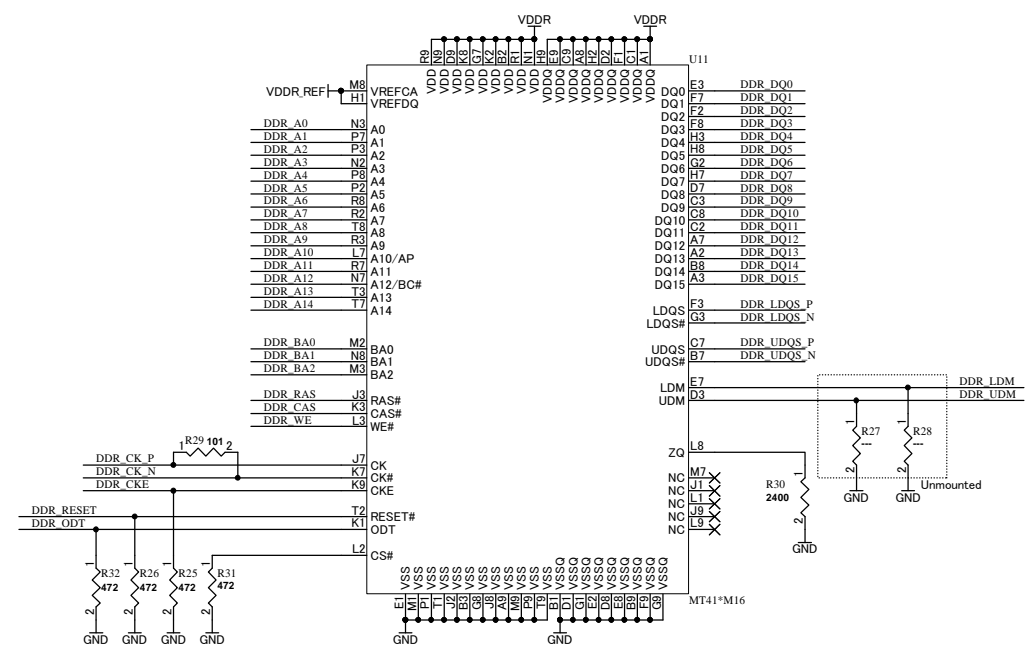 VDDR VDDR
R9 N9 D9 K8 G7 K2 B2 R1 N1 H9 E9 C9 A8 H2 D2 F1 C1 A1
U11
VDD VDD VDD VDD VDD VDD VDD VDD VDD VDDQ VDDQ VDDQ VDDQ VDDQ VDDQ VDDQ VDDQ VDDQ
VDDR_REF M8 VREFCA
H1 VREFDQ
DDR_A0 N3 A0
DDR_A1 P7 A1
DDR_A2 P3 A2
DDR_A3 N2 A3
DDR_A4 P8 A4
DDR_A5 P2 A5
DDR_A6 R8 A6
DDR_A7 R2 A7
DDR_A8 T8 A8
DDR_A9 R3 A9
DDR_A10 L7 A10/AP
DDR_A11 R7 A11
DDR_A12 N7 A12/BC#
DDR_A13 T3 A13
DDR_A14 T7 A14
DDR_BA0 M2 BA0
DDR_BA1 N8 BA1
DDR_BA2 M3 BA2
DDR_RAS J3 RAS#
DDR_CAS K3 CAS#
DDR_WE L3 WE#
1 R29 101 2
DDR_CK_P J7 CK
DDR_CK_N K7 CK#
DDR_CKE K9 CKE
DDR_RESET T2 RESET#
DDR_ODT K1 ODT
L2 CS#
1 R32 472 2 GND
1 R26 472 2 GND
1 R25 472 2 GND
1 R31 472 2 GND
DQ0 E3 DDR_DQ0
DQ1 F7 DDR_DQ1
DQ2 F2 DDR_DQ2
DQ3 F8 DDR_DQ3
DQ4 H3 DDR_DQ4
DQ5 H8 DDR_DQ5
DQ6 G2 DDR_DQ6
DQ7 H7 DDR_DQ7
DQ8 D7 DDR_DQ8
DQ9 C3 DDR_DQ9
DQ10 C8 DDR_DQ10
DQ11 C2 DDR_DQ11
DQ12 A7 DDR_DQ12
DQ13 A2 DDR_DQ13
DQ14 B8 DDR_DQ14
DQ15 A3 DDR_DQ15
LDQS F3 DDR_LDQS_P
LDQS# G3 DDR_LDQS_N
UDQS C7 DDR_UDQS_P
UDQS# B7 DDR_UDQS_N
LDM E7 DDR_LDM
UDM D3 DDR_UDM
1 R27 --- 2 GND
1 R28 --- 2 GND
Unmounted
ZQ L8
1 R30 2400 2 GND
NC M7
NC J1
NC L1
NC J9
NC L9
VSS VSS VSS VSS VSS VSS VSS VSS VSS VSS VSS VSS VSSQ VSSQ VSSQ VSSQ VSSQ VSSQ VSSQ VSSQ VSSQ
MT41*M16
E1 M1 P1 T1 J2 B3 G8 J8 A9 M9 P9 T9 B1 D1 G1 E2 D8 E8 B9 F9 G9
GND GND